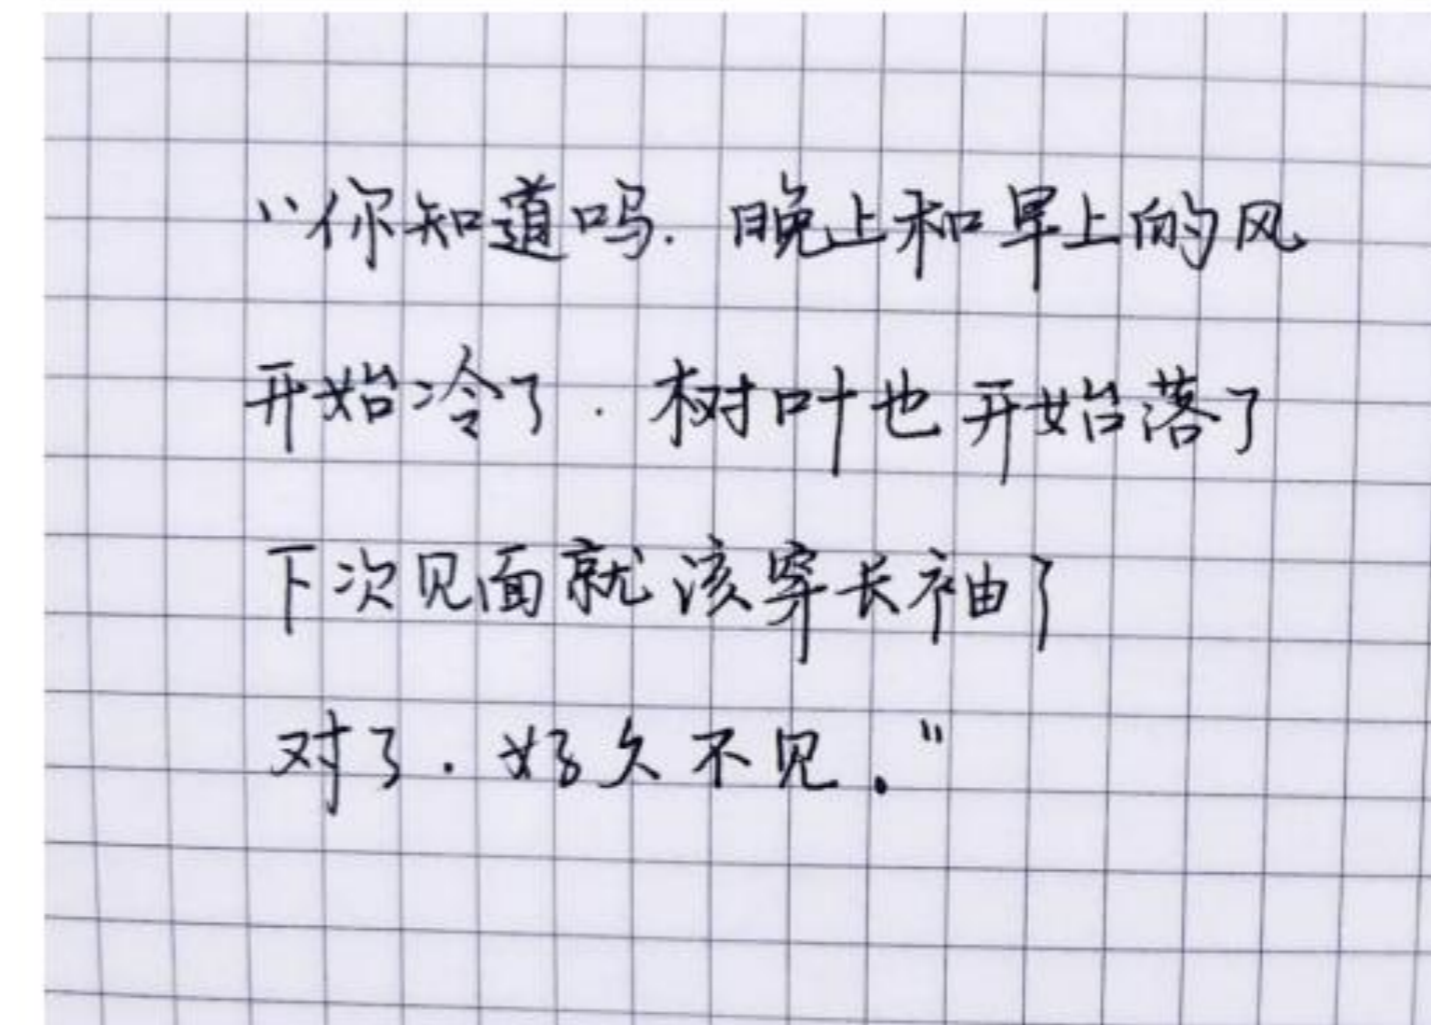 “你知道吗.晚上和早上的风
开始冷了.树叶也开始落了
下次见面就该穿长袖了
对了.好久不见.”